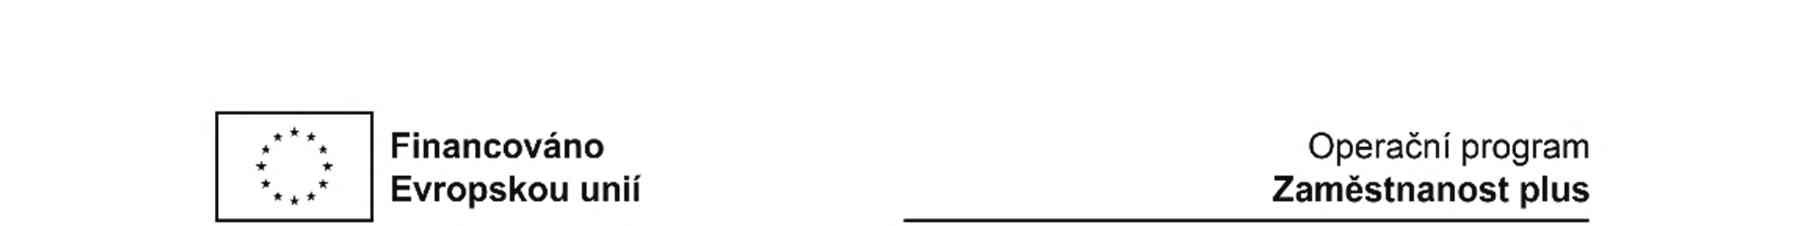 Financováno
Evropskou unií
Operační program
Zaměstnanost plus